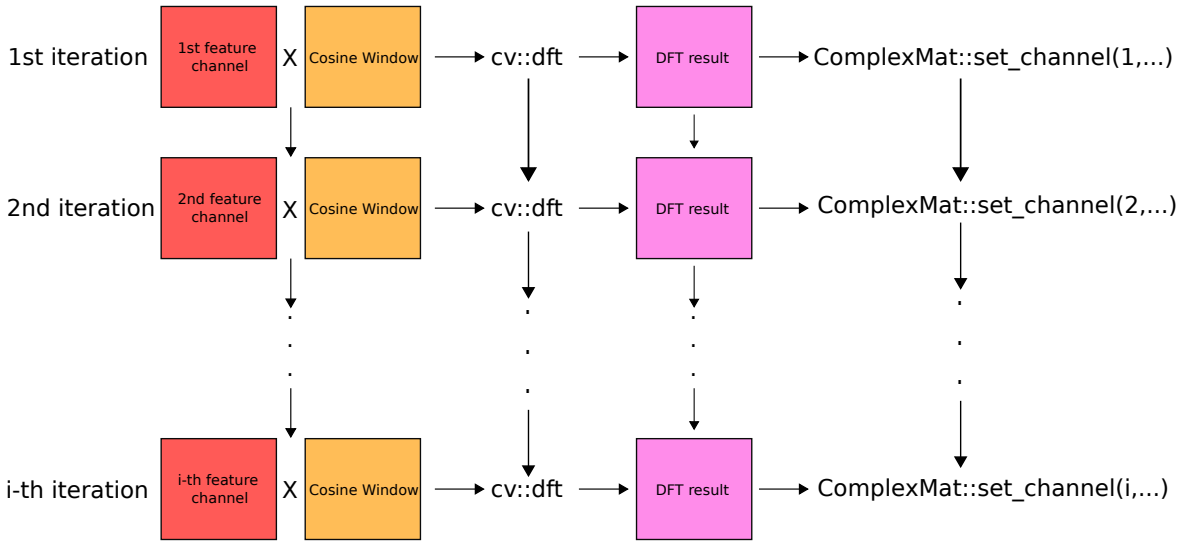 1st iteration
1st feature
channel
X
Cosine Window
cv::dft
DFT result
ComplexMat::set_channel(1,...)
2nd iteration
2nd feature
channel
X
Cosine Window
cv::dft
DFT result
ComplexMat::set_channel(2,...)
.
.
.
.
.
.
.
.
.
.
.
.
i-th iteration
i-th feature
channel
X
Cosine Window
cv::dft
DFT result
ComplexMat::set_channel(i,...)